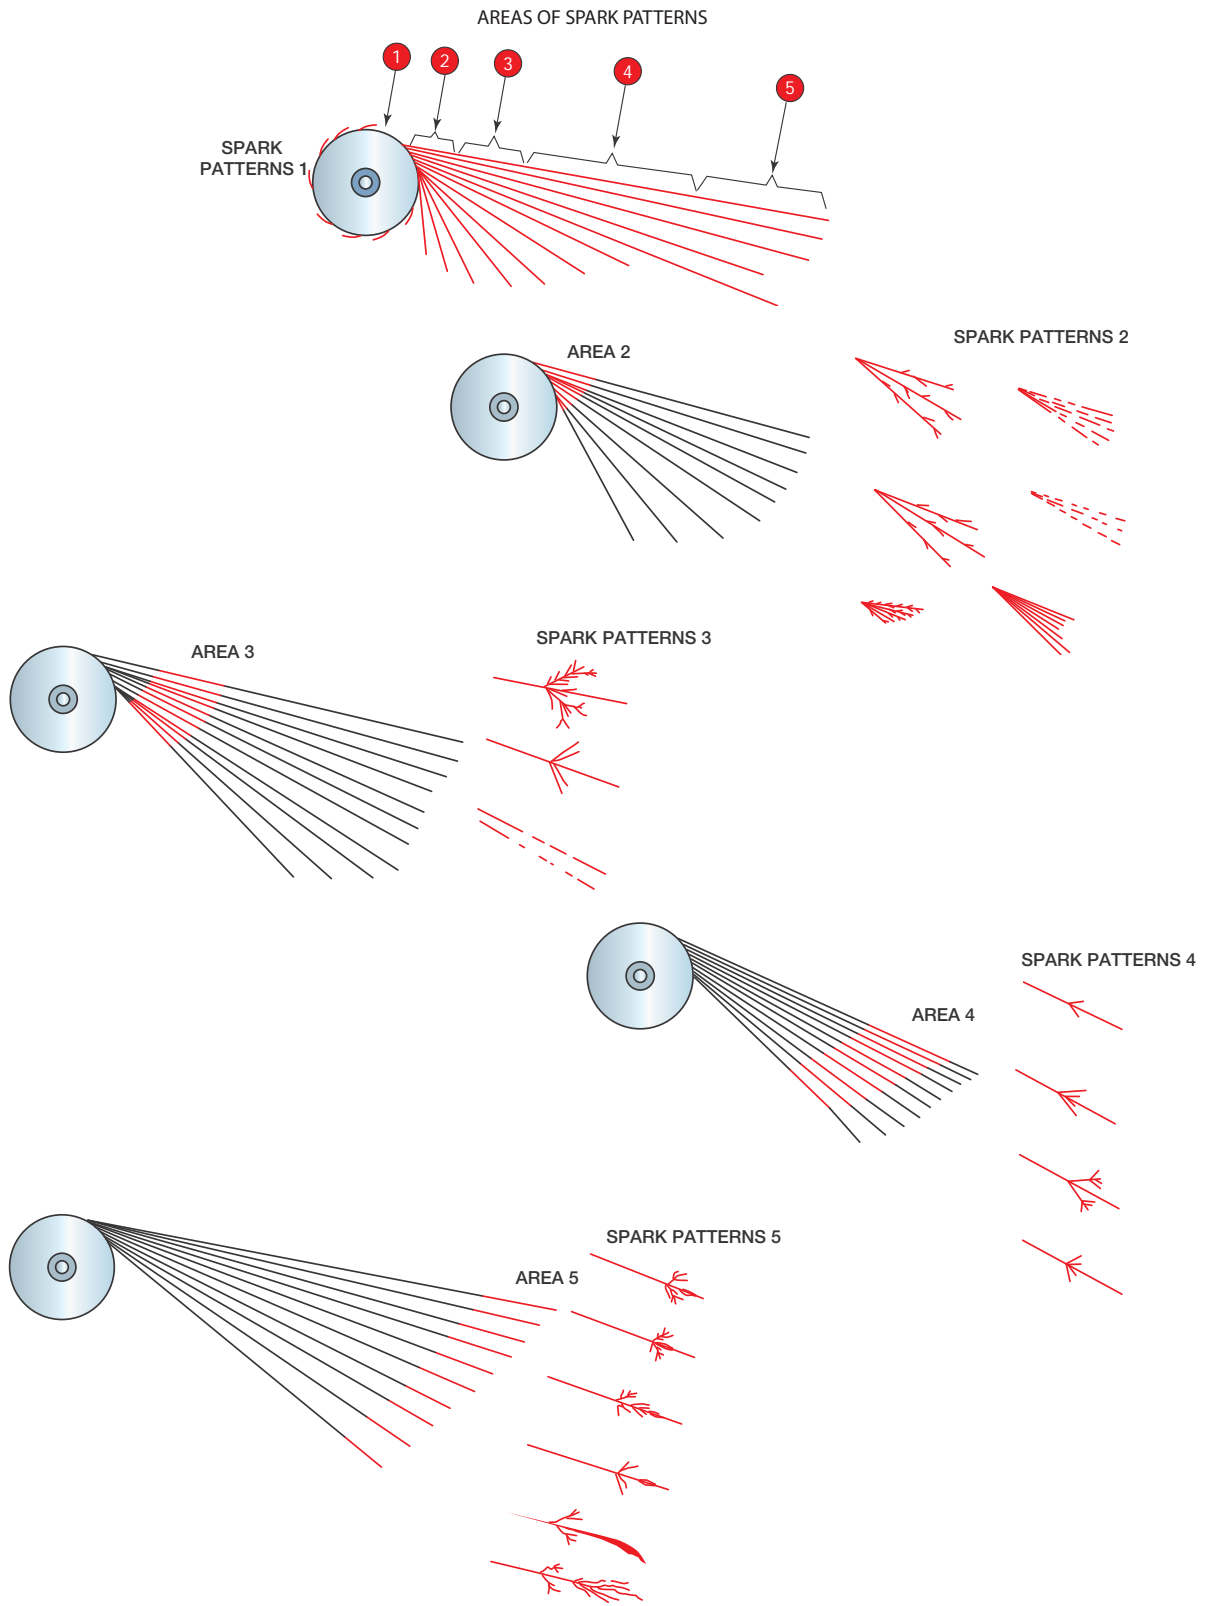 AREAS OF SPARK PATTERNS
1
2
3
4
5
SPARK
PATTERNS 1
AREA 2
SPARK PATTERNS 2
AREA 3
SPARK PATTERNS 3
SPARK PATTERNS 4
AREA 4
SPARK PATTERNS 5
AREA 5